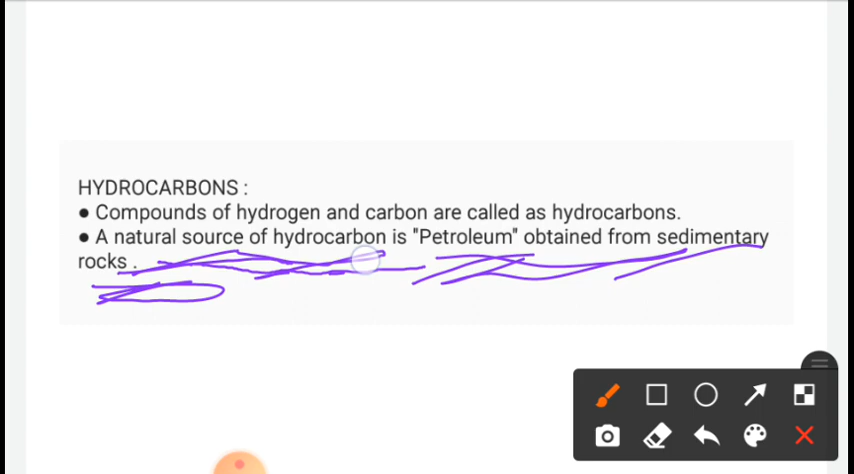 HYDROCARBONS :
● Compounds of hydrogen and carbon are called as hydrocarbons.
● A natural source of hydrocarbon is "Petroleum" obtained from sedimentary
rocks .